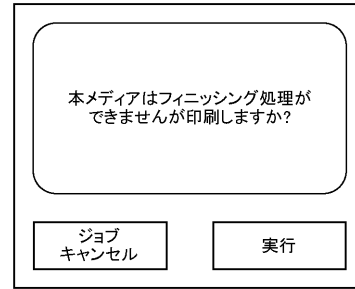 本メディアはフィニッシング処理が
できませんが印刷しますか?
ジョブ
キャンセル
実行